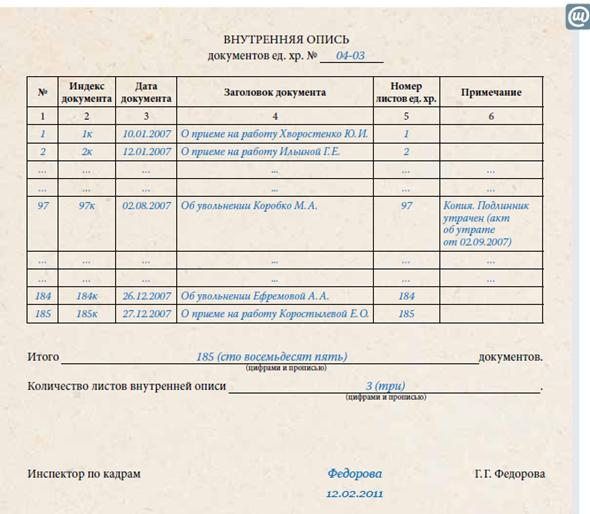 ВНУТРЕННЯЯ ОПИСЬ
документов ед. хр. № 04-03
№ Индекс документа Дата документа Заголовок документа Номер листов ед. хр. Примечание
1 2 3 4 5 6
1 1к 10.01.2007 О приеме на работу Хворостенко Ю.И. 1
2 2к 12.01.2007 О приеме на работу Ильиной Г.Е. 2
... ... ... ... ... ...
... ... ... ... ... ...
97 97к 02.08.2007 Об увольнении Коробко М.А. 97 Копия. Подлинник
утрачен (акт
об утрате
от 02.09.2007)
... ... ... ... ... ...
... ... ... ... ... ...
184 184к 26.12.2007 Об увольнении Ефремовой А.А. 184
185 185к 27.12.2007 О приеме на работу Коростылевой Е.О. 185
Итого 185 (сто восемьдесят пять) документов.
(цифрами и прописью)
Количество листов внутренней описи 3 (три).
(цифрами и прописью)
Инспектор по кадрам Федорова Г.Г. Федорова
12.02.2011